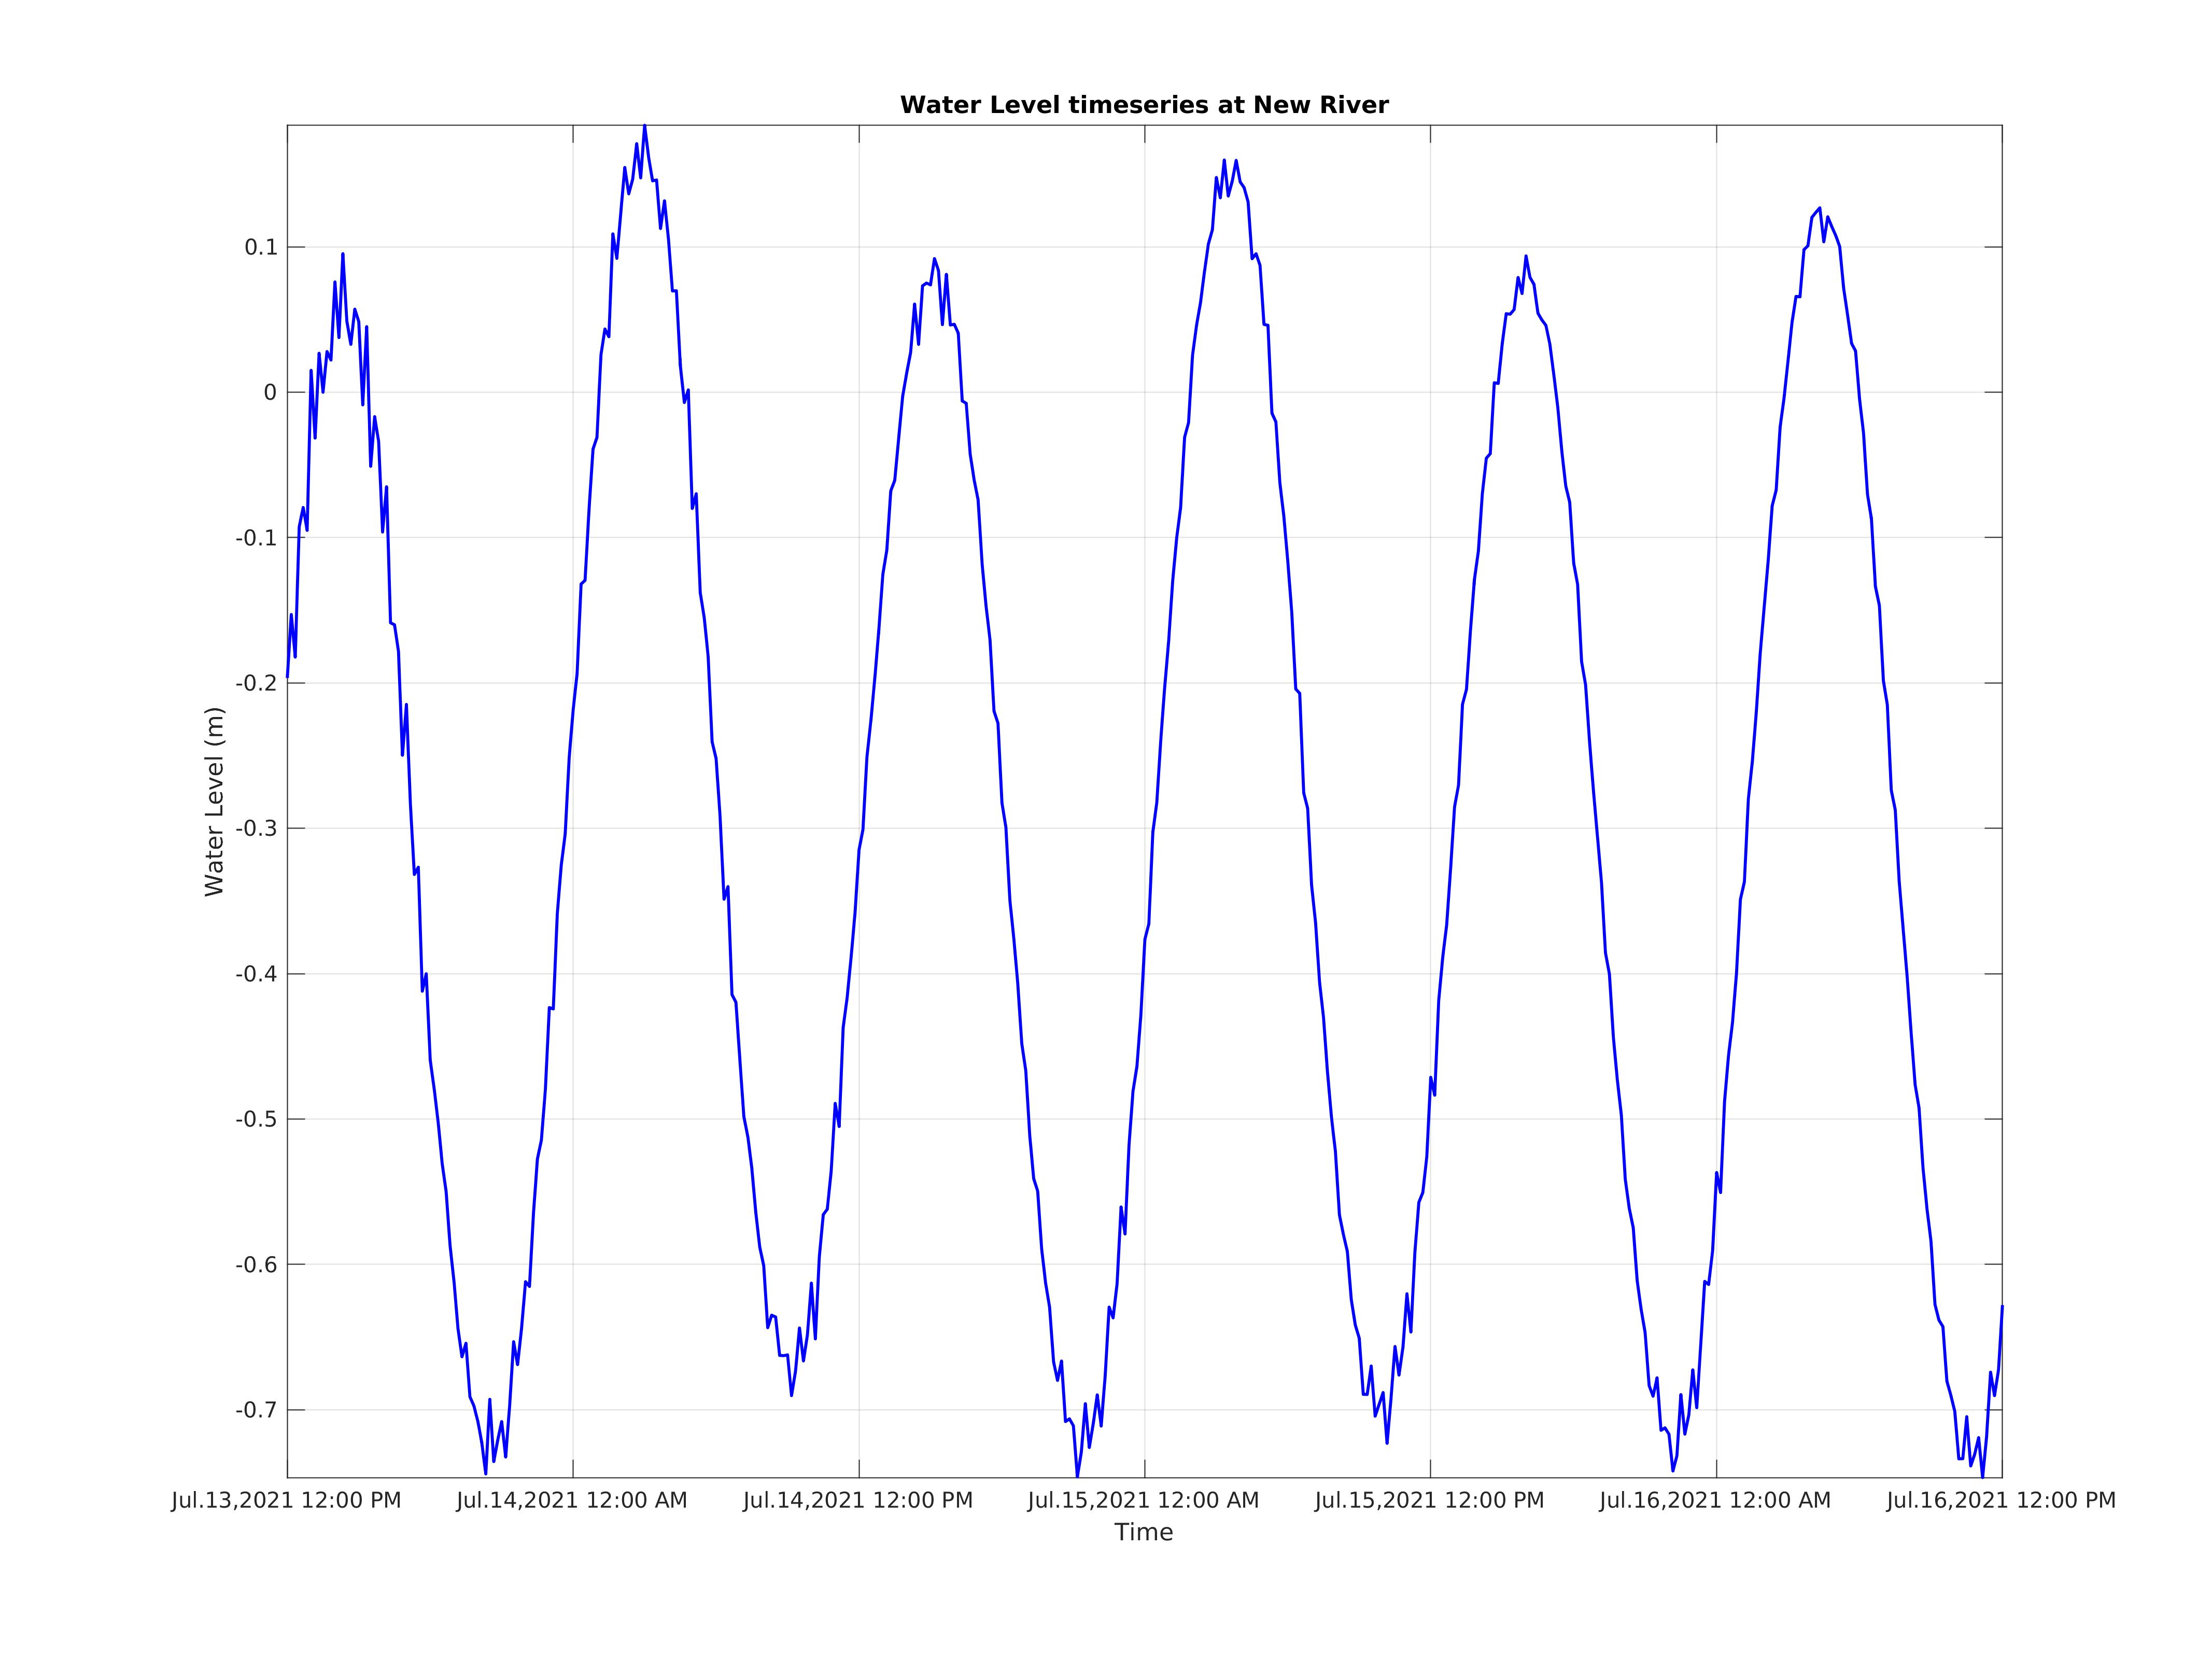 Water Level timeseries at New River
0.1
0
-0.1
-0.2
-0.3
-0.4
-0.5
-0.6
-0.7
Water Level (m)
Jul.13,2021 12:00 PM Jul.14,2021 12:00 AM Jul.14,2021 12:00 PM Jul.15,2021 12:00 AM Jul.15,2021 12:00 PM Jul.16,2021 12:00 AM Jul.16,2021 12:00 PM
Time